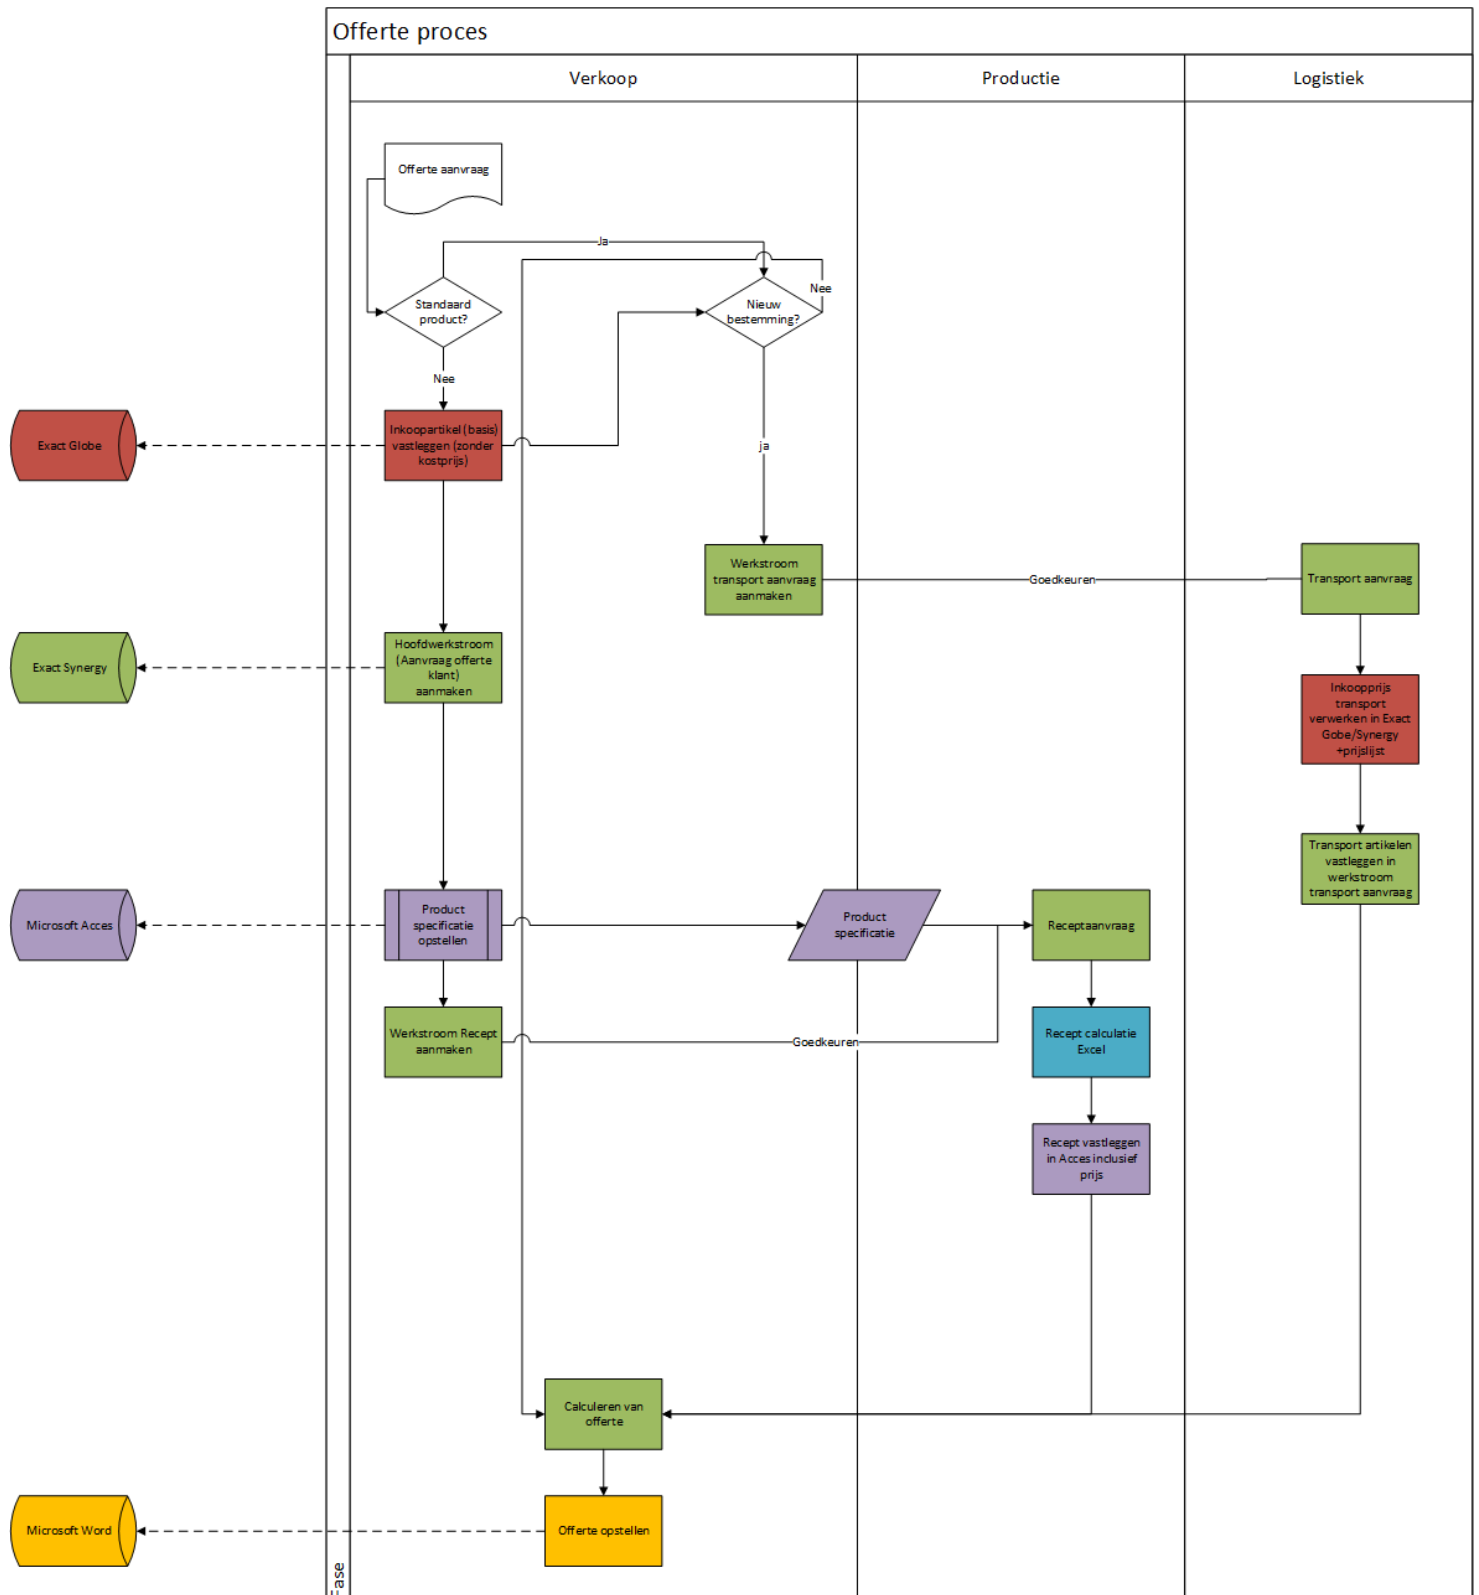 Offerte proces
Verkoop
Productie
Logistiek
Offerte aanvraag
Ja
Nee
Standaard
product?
Nieuw
bestemming?
Nee
Exact Globe
Inkoopartikel (basis)
vastleggen (zonder
kostprijs)
ja
Werkstroom
transport aanvraag
aanmaken
Goedkeuren
Transport aanvraag
Exact Synergy
Hoofdwerkstroom
(Aanvraag offerte
klant)
aanmaken
Inkoopprijs
transport
verwerken in Exact
Gobe/Synergy
+prijslijst
Transport artikelen
vastleggen in
werkstroom
transport aanvraag
Microsoft Acces
Product
specificatie
opstellen
Product
specificatie
Receptaanvraag
Werkstroom Recept
aanmaken
Goedkeuren
Recept calculatie
Excel
Recept vastleggen
in Acces inclusief
prijs
Calculeren van
offerte
Microsoft Word
Offerte opstellen
Fase